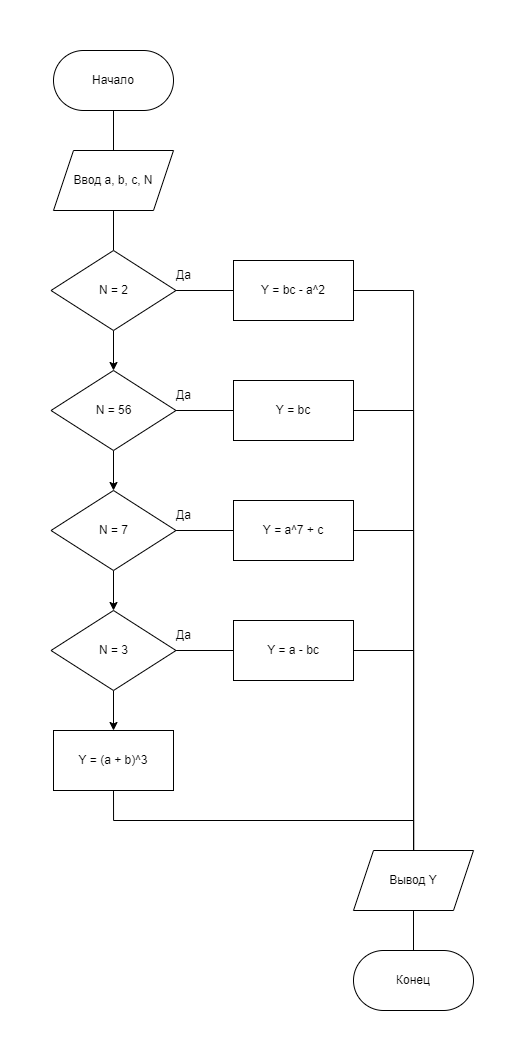 Начало
Ввод a, b, c, N
N = 2
Да
Y = bc - a^2
N = 56
Да
Y = bc
N = 7
Да
Y = a^7 + c
N = 3
Да
Y = a - bc
Y = (a + b)^3
Вывод Y
Конец